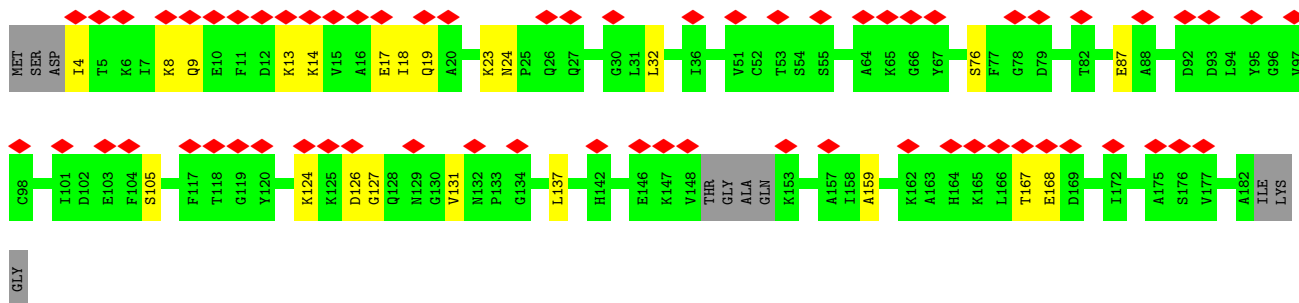 MET SER ASP I4 T5 K6 I7 K8 Q9 E10 F11 D12 K13 K14 V15 A16 E17 I18 Q19 A20 K23 N24 P25 Q26 Q27 G30 L31 L32 I36 V51 C52 T53 S54 S55 A64 K65 G66 Y67 S76 F77 G78 D79 T82 E87 A88 D92 D93 L94 Y95 G96 V97
C98 I101 D102 E103 F104 S105 F117 T118 G119 Y120 K124 K125 D126 G127 Q128 N129 G130 V131 N132 P133 G134 L137 H142 E146 K147 V148 THR GLY ALA GLN K153 A157 I158 A159 K162 A163 H164 K165 L166 T167 E168 D169 I172 A175 S176 V177 A182 ILE LYS
GLY